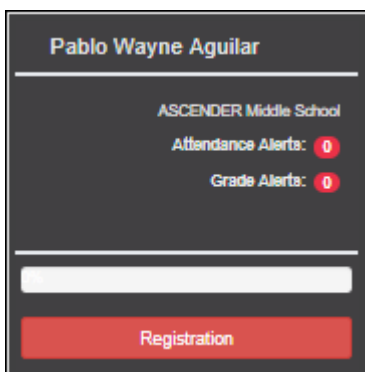 Pablo Wayne Aguilar
ASCENDER Middle School
Attendance Alerts: 0
Grade Alerts: 0
Registration